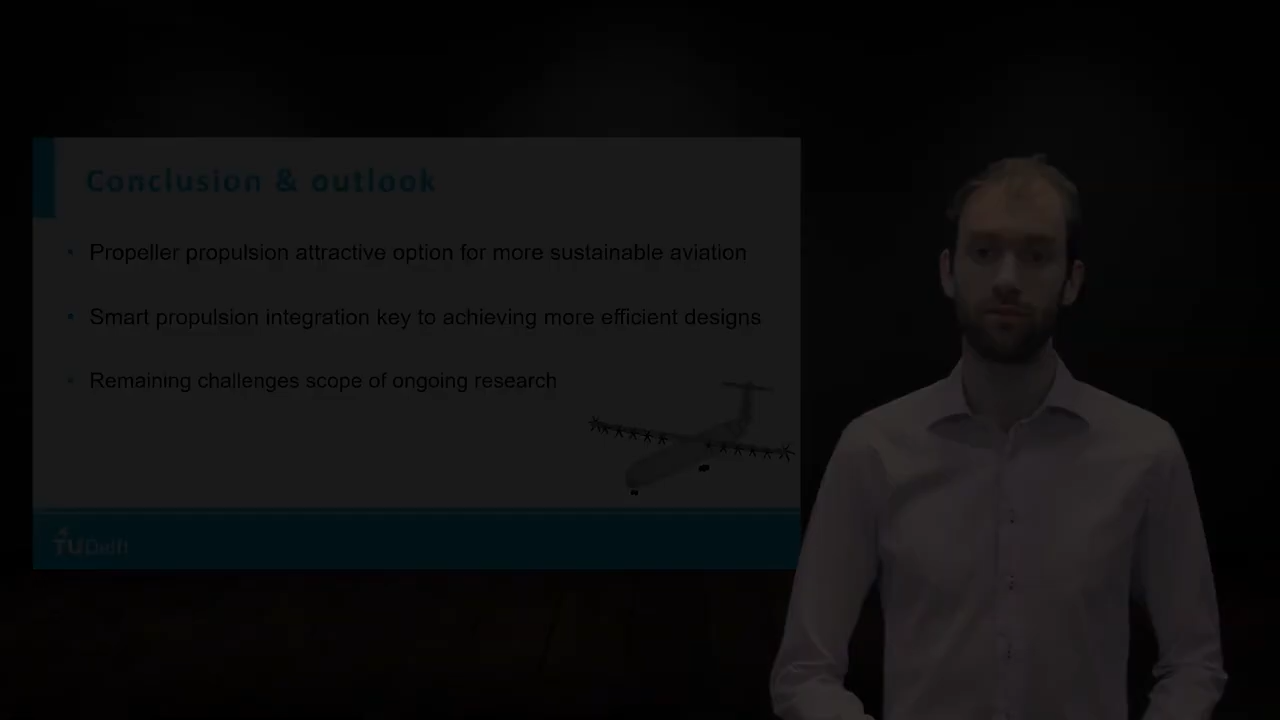 Conclusion & outlook
• Propeller propulsion attractive option for more sustainable aviation
• Smart propulsion integration key to achieving more efficient designs
• Remaining challenges scope of ongoing research
TU Delft